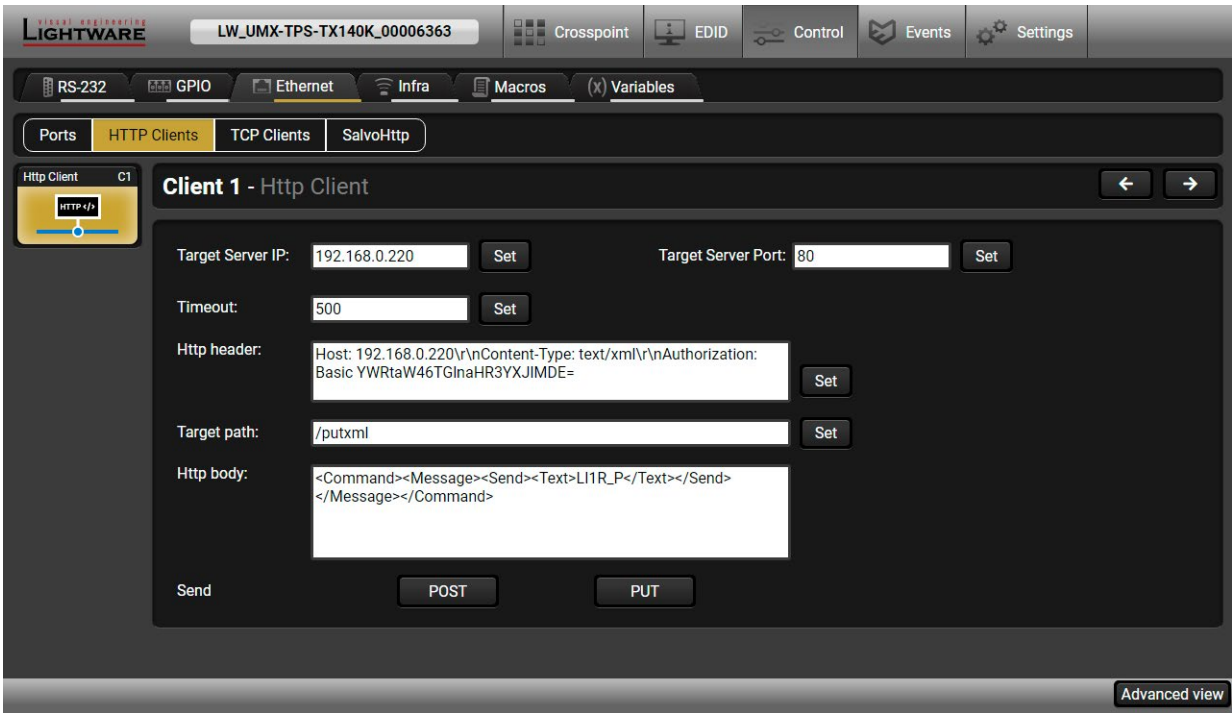 visual engineering
LIGHTWARE
LW_UMX-TPS-TX140K_00006363
Crosspoint
EDID
Control
Events
Settings
RS-232
GPIO
Ethernet
Infra
Macros
(x) Variables
Ports
HTTP Clients
TCP Clients
SalvoHttp
Http Client C1
HTTP </>
Client 1 - Http Client
Target Server IP: 192.168.0.220 Set
Target Server Port: 80 Set
Timeout: 500 Set
Http header: Host: 192.168.0.220\r\nContent-Type: text/xml\r\nAuthorization:
Basic YWRtaW46TGlnaHR3YXJlMDE=
Set
Target path: /putxml Set
Http body: <Command><Message><Send><Text>LI1R_P</Text></Send>
</Message></Command>
Send POST PUT
Advanced view